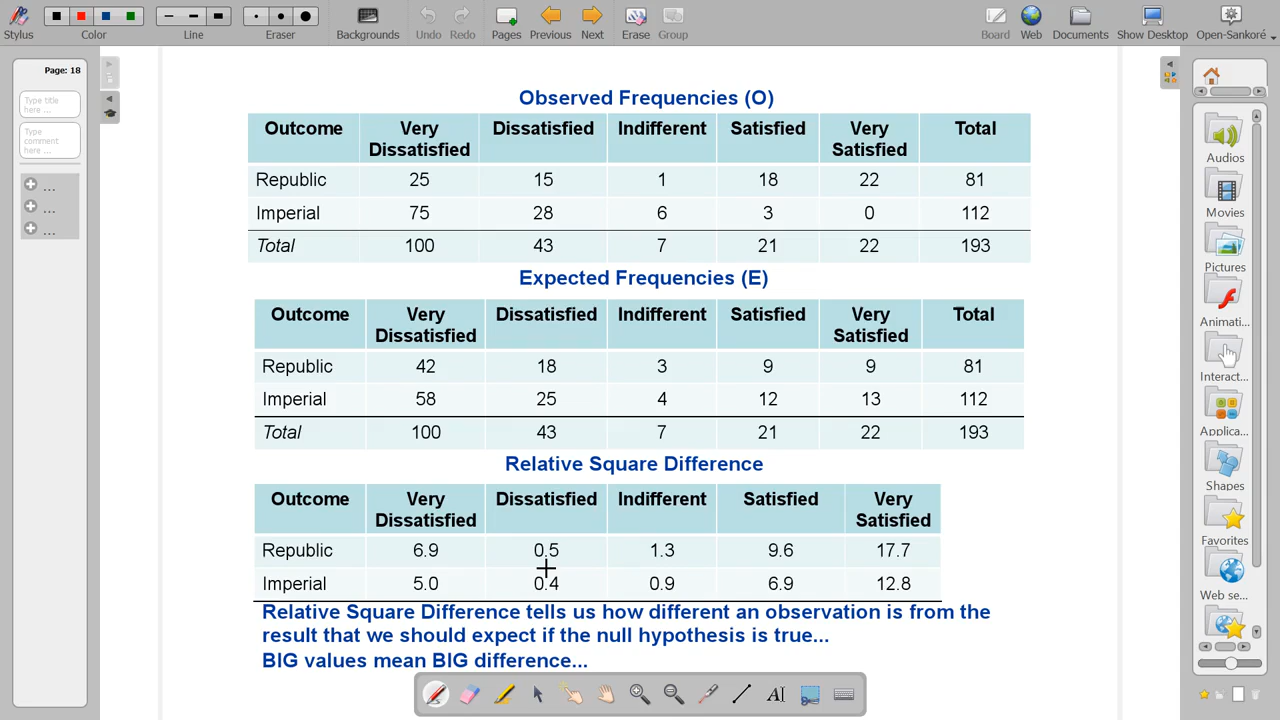 Stylus Color Line Eraser Backgrounds Undo Redo Pages Previous Next Erase Group Board Web Documents Show Desktop Open-Sankoré
Page: 18
Type title
here ...
Type
comment
here ...
...
...
...
Observed Frequencies (O)
Outcome Very Dissatisfied Dissatisfied Indifferent Satisfied Very Satisfied Total
Republic 25 15 1 18 22 81
Imperial 75 28 6 3 0 112
Total 100 43 7 21 22 193
Expected Frequencies (E)
Outcome Very Dissatisfied Dissatisfied Indifferent Satisfied Very Satisfied Total
Republic 42 18 3 9 9 81
Imperial 58 25 4 12 13 112
Total 100 43 7 21 22 193
Relative Square Difference
Outcome Very Dissatisfied Dissatisfied Indifferent Satisfied Very Satisfied
Republic 6.9 0.5 1.3 9.6 17.7
Imperial 5.0 0.4 0.9 6.9 12.8
Relative Square Difference tells us how different an observation is from the
result that we should expect if the null hypothesis is true...
BIG values mean BIG difference...
Audios
Movies
Pictures
Animati...
Interact...
Applica...
Shapes
Favorites
Web se...